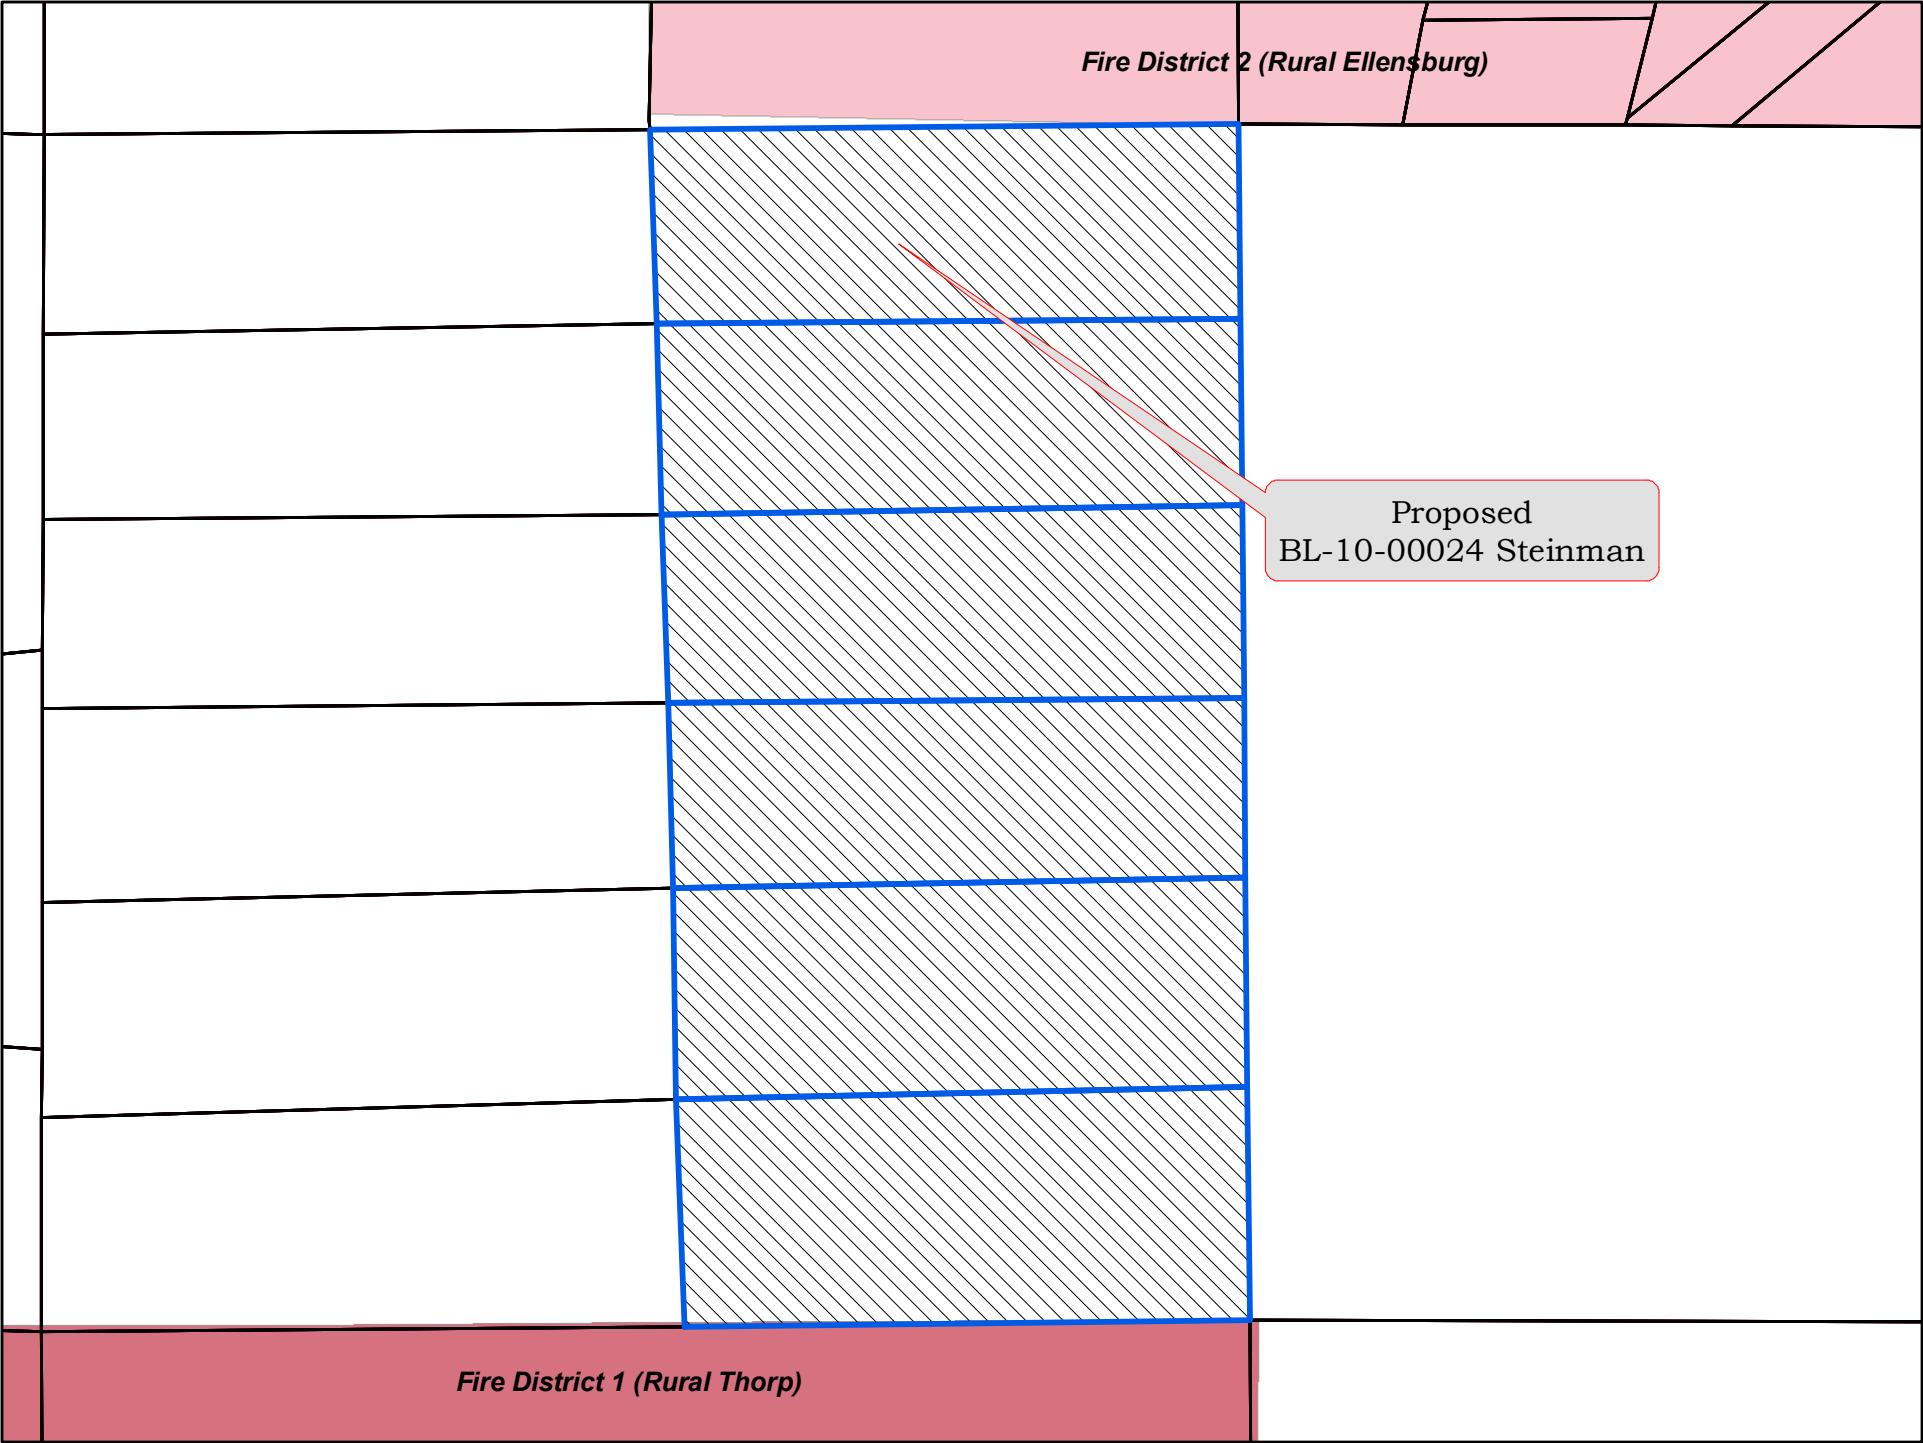 Fire District 2 (Rural Ellensburg)
Proposed
BL-10-00024 Steinman
Fire District 1 (Rural Thorp)